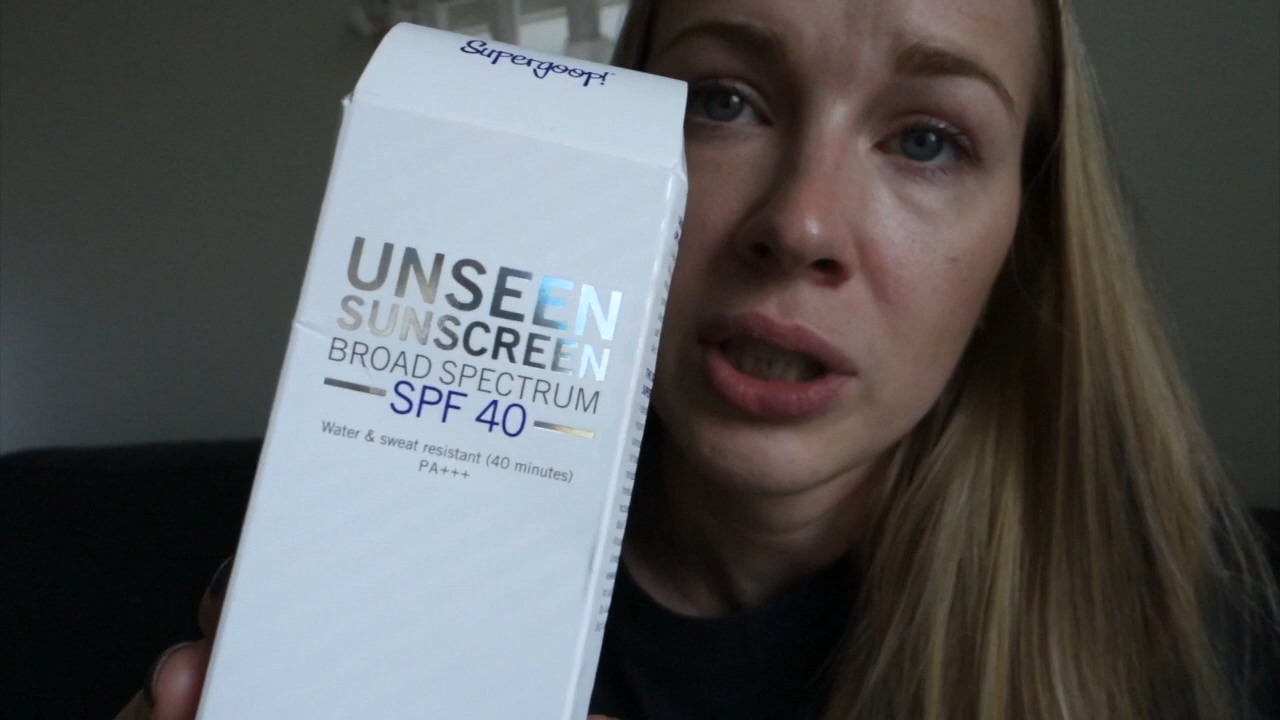 Supergoop!
UNSEEN
SUNSCREEN
BROAD SPECTRUM
SPF 40
Water & sweat resistant (40 minutes)
PA+++